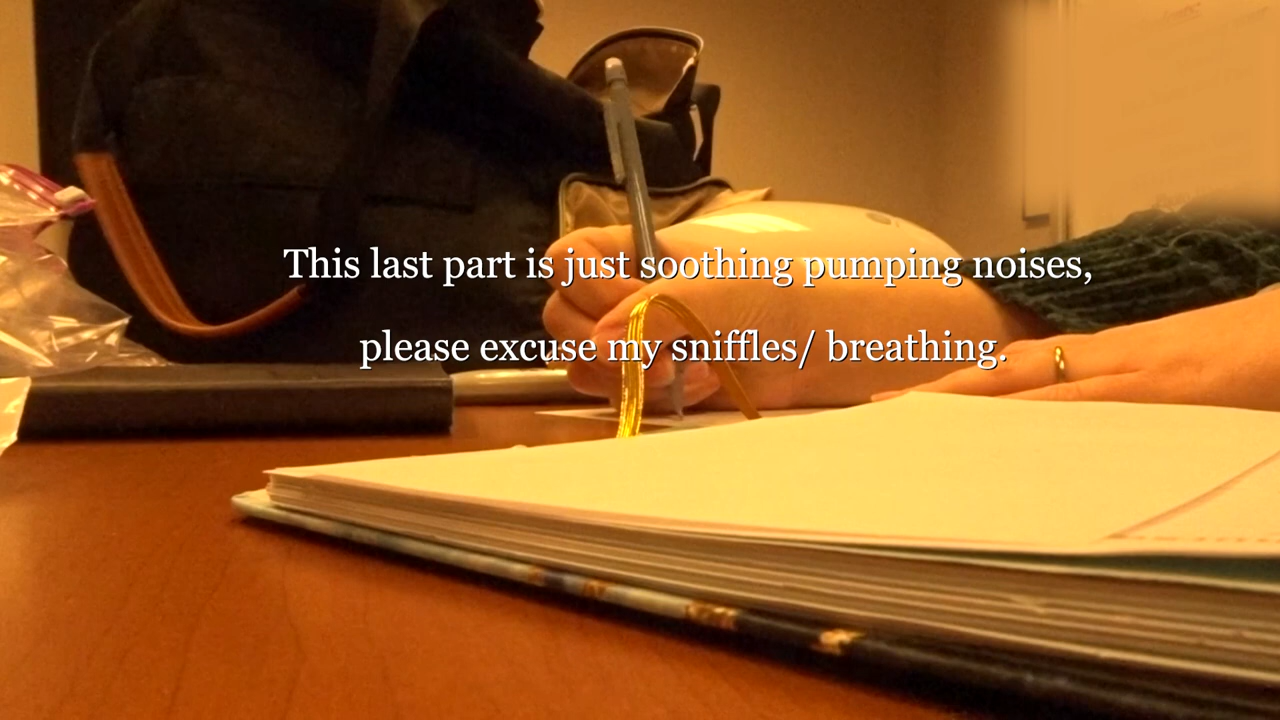 This last part is just soothing pumping noises,
please excuse my sniffles/ breathing.